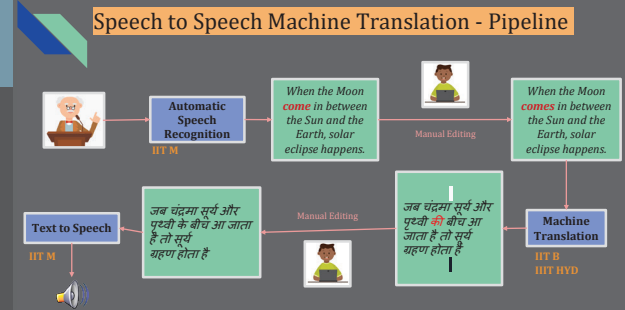 Speech to Speech Machine Translation - Pipeline
Automatic
Speech
Recognition
IIT M
When the Moon
come in between
the Sun and the
Earth, solar
eclipse happens.
Manual Editing
When the Moon
comes in between
the Sun and the
Earth, solar
eclipse happens.
Machine
Translation
IIT B
IIIT HYD
जब चंद्रमा सूर्य और
पृथ्वी की बीच आ
जाता है तो सूर्य
ग्रहण होता है
Manual Editing
जब चंद्रमा सूर्य और
पृथ्वी के बीच आ जाता
है तो सूर्य
ग्रहण होता है
Text to Speech
IIT M